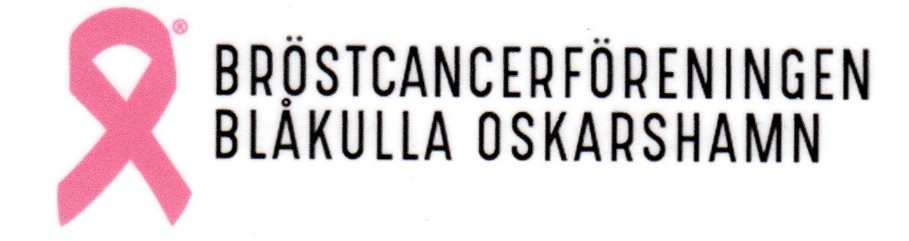 ®
BRÖSTCANCERFÖRENINGEN
BLÅKULLA OSKARSHAMN